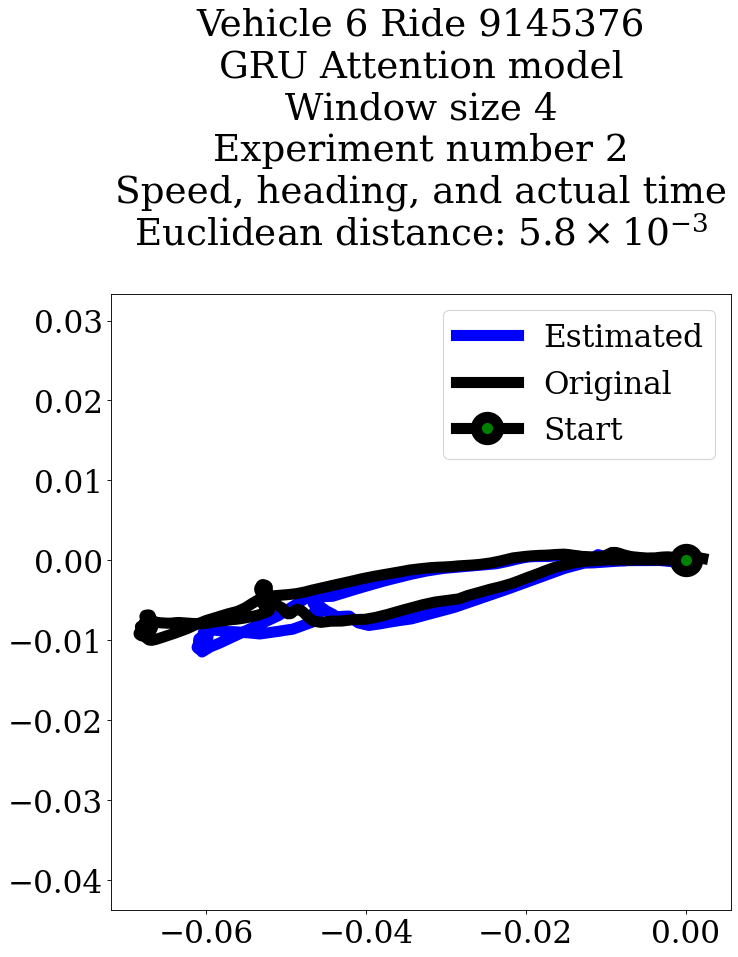 Vehicle 6 Ride 9145376
GRU Attention model
Window size 4
Experiment number 2
Speed, heading, and actual time
Euclidean distance: 5.8 × 10⁻³
Estimated
Original
Start
0.03
0.02
0.01
0.00
−0.01
−0.02
−0.03
−0.04
−0.06 −0.04 −0.02 0.00